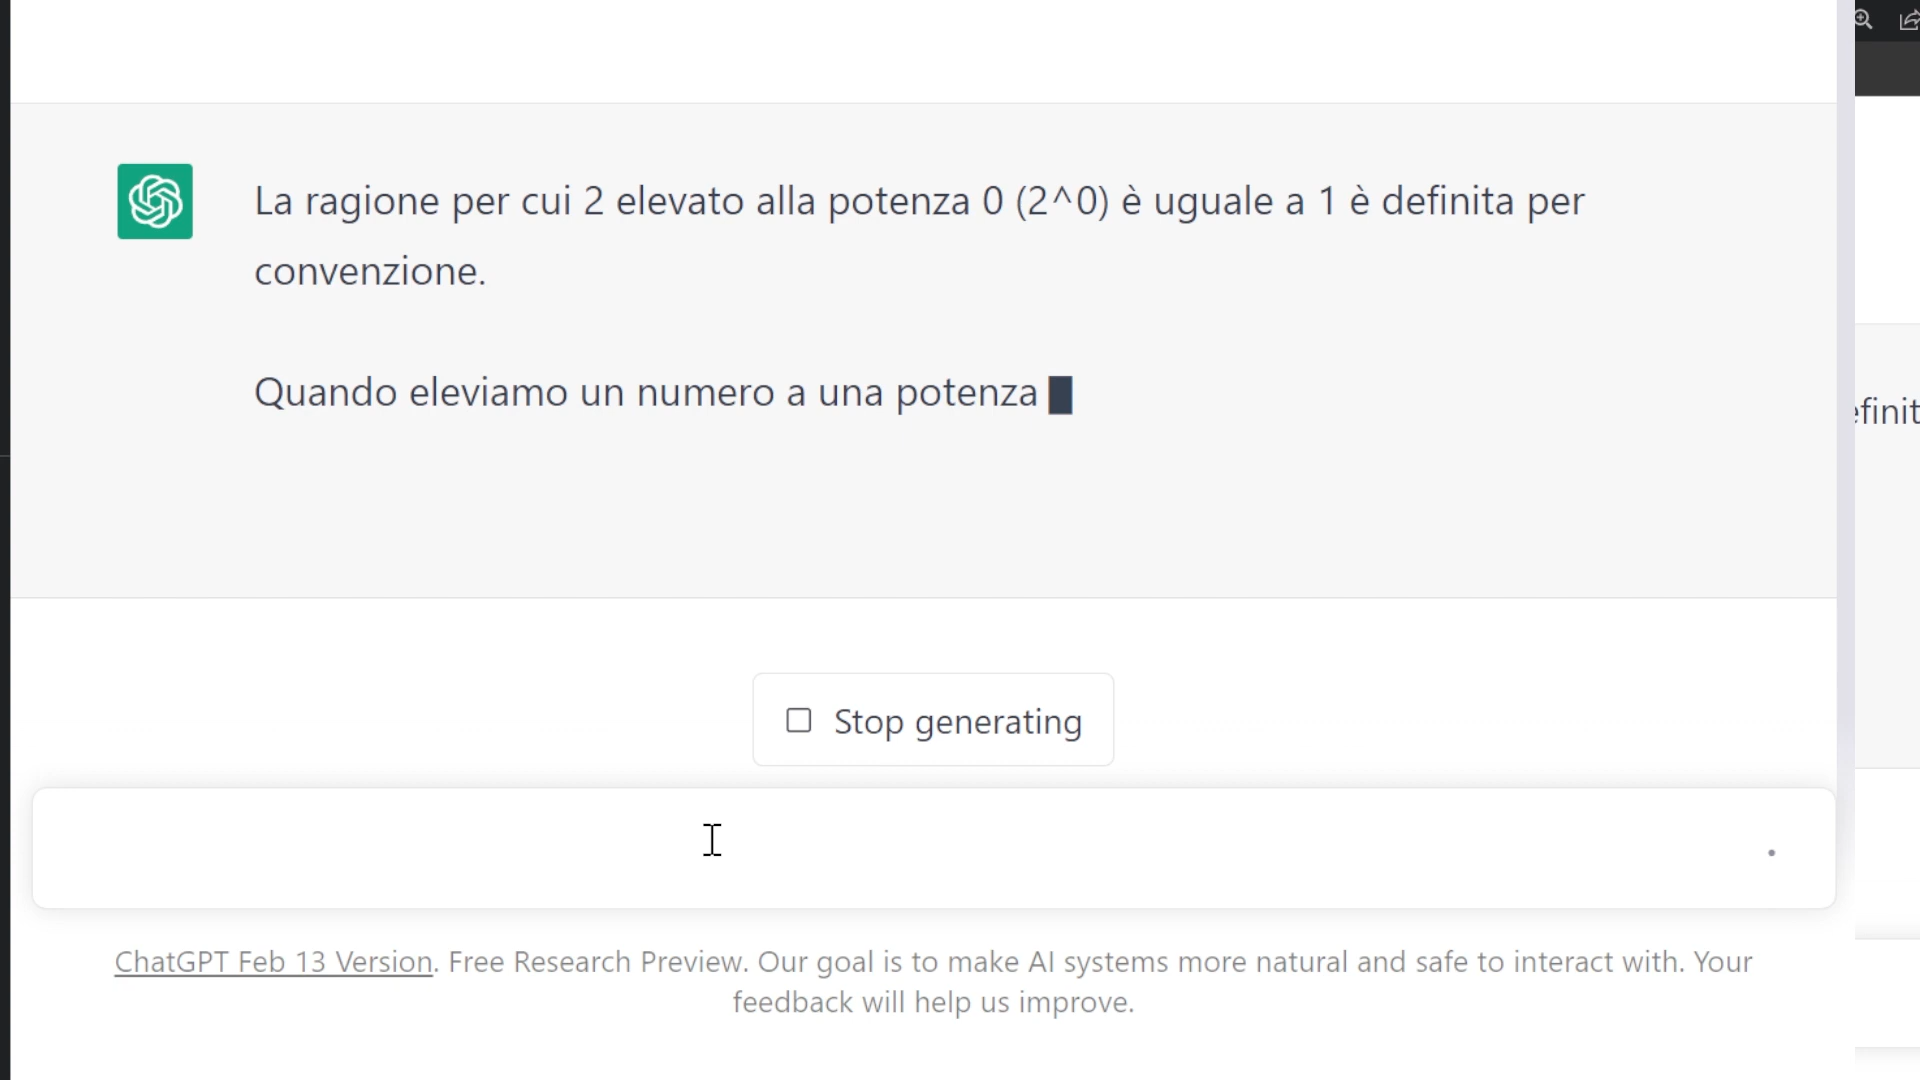 La ragione per cui 2 elevato alla potenza 0 (2^0) è uguale a 1 è definita per
convenzione.
Quando eleviamo un numero a una potenza
efinit
Stop generating
ChatGPT Feb 13 Version. Free Research Preview. Our goal is to make AI systems more natural and safe to interact with. Your
feedback will help us improve.